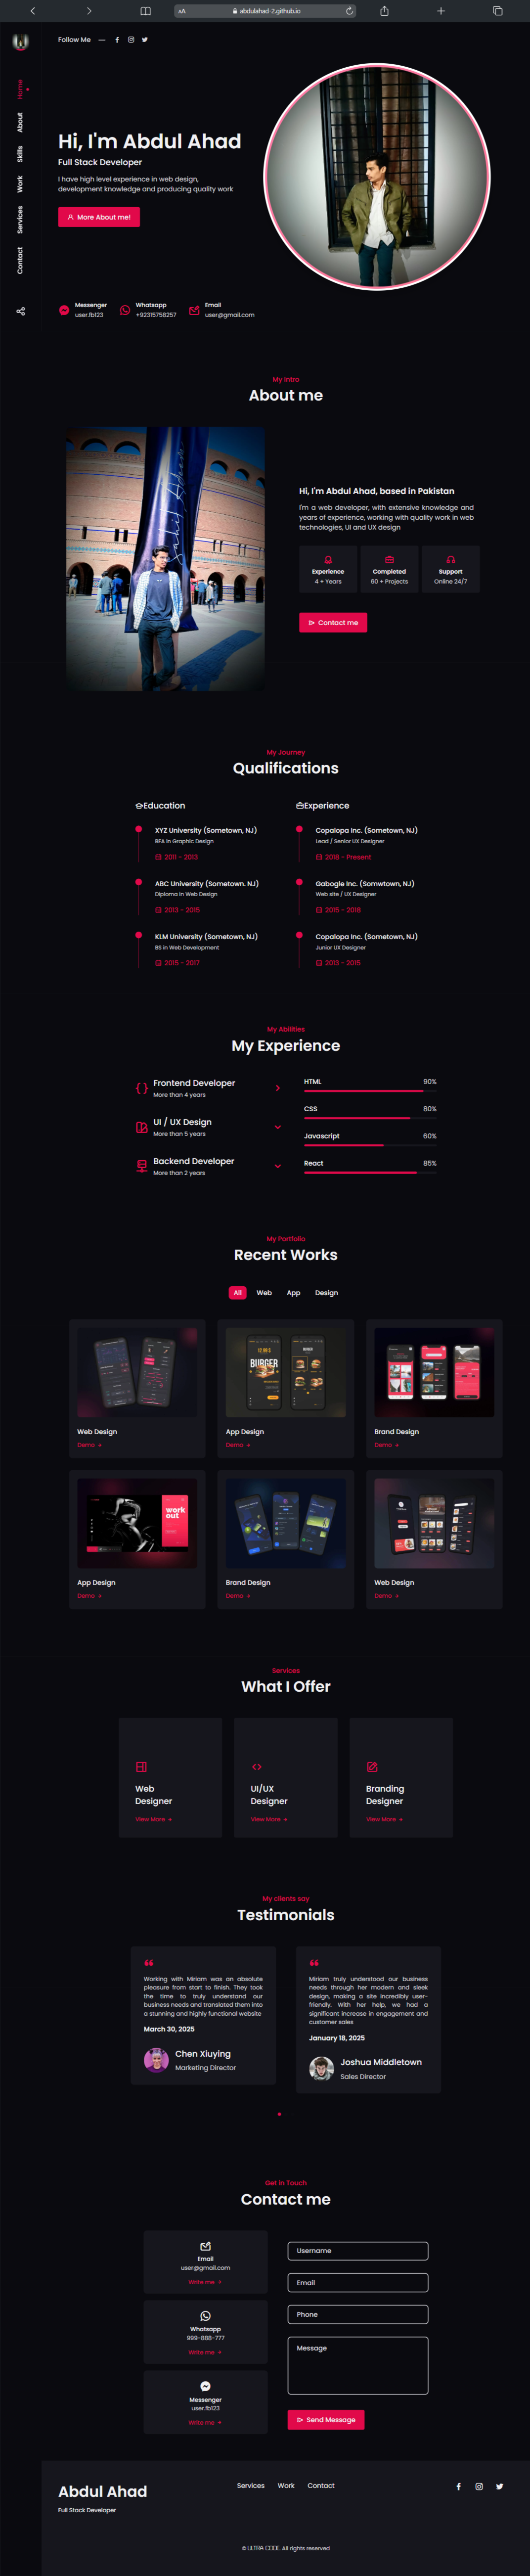 AA
abdulahad-2.github.io
Follow Me
Home
About
Skills
Work
Services
Contact
Hi, I'm Abdul Ahad
Full Stack Developer
I have high level experience in web design,
development knowledge and producing quality work
More About me!
Messenger
user.fb123
Whatsapp
+92315758257
Email
user@gmail.com
My Intro
About me
Hi, I'm Abdul Ahad, based in Pakistan
I'm a web developer, with extensive knowledge and
years of experience, working with quality work in web
technologies, UI and UX design
Experience
4 + Years
Completed
60 + Projects
Support
Online 24/7
Contact me
My Journey
Qualifications
Education
XYZ University (Sometown, NJ)
BFA in Graphic Design
2011 - 2013
ABC University (Sometown. NJ)
Diploma in Web Design
2013 - 2015
KLM University (Sometown, NJ)
BS in Web Development
2015 - 2017
Experience
Copalopa Inc. (Sometown, NJ)
Lead / Senior UX Designer
2018 - Present
Gabogle Inc. (Somwtown, NJ)
Web site / UX Designer
2015 - 2018
Copalopa Inc. (Sometown, NJ)
Junior UX Designer
2013 - 2015
My Abilities
My Experience
Frontend Developer
More than 4 years
UI / UX Design
More than 5 years
Backend Developer
More than 2 years
HTML 90%
CSS 80%
Javascript 60%
React 85%
My Portfolio
Recent Works
All Web App Design
BURGER
Web Design
Demo
App Design
Demo
Brand Design
Demo
work
out
App Design
Demo
Brand Design
Demo
Web Design
Demo
Services
What I Offer
Web
Designer
View More
UI/UX
Designer
View More
Branding
Designer
View More
My clients say
Testimonials
Working with Miriam was an absolute
pleasure from start to finish. They took
the time to truly understand our
business needs and translated them into
a stunning and highly functional website
March 30, 2025
Chen Xiuying
Marketing Director
Miriam truly understood our business
needs through her modern and sleek
design, making a site incredibly user-
friendly. With her help, we had a
significant increase in engagement and
customer sales
January 18, 2025
Joshua Middletown
Sales Director
Get in Touch
Contact me
Email
user@gmail.com
Write me
Whatsapp
999-888-777
Write me
Messenger
user.fb123
Write me
Username
Email
Phone
Message
Send Message
Abdul Ahad
Full Stack Developer
Services Work Contact
© ULTRA CODE. All rights reserved